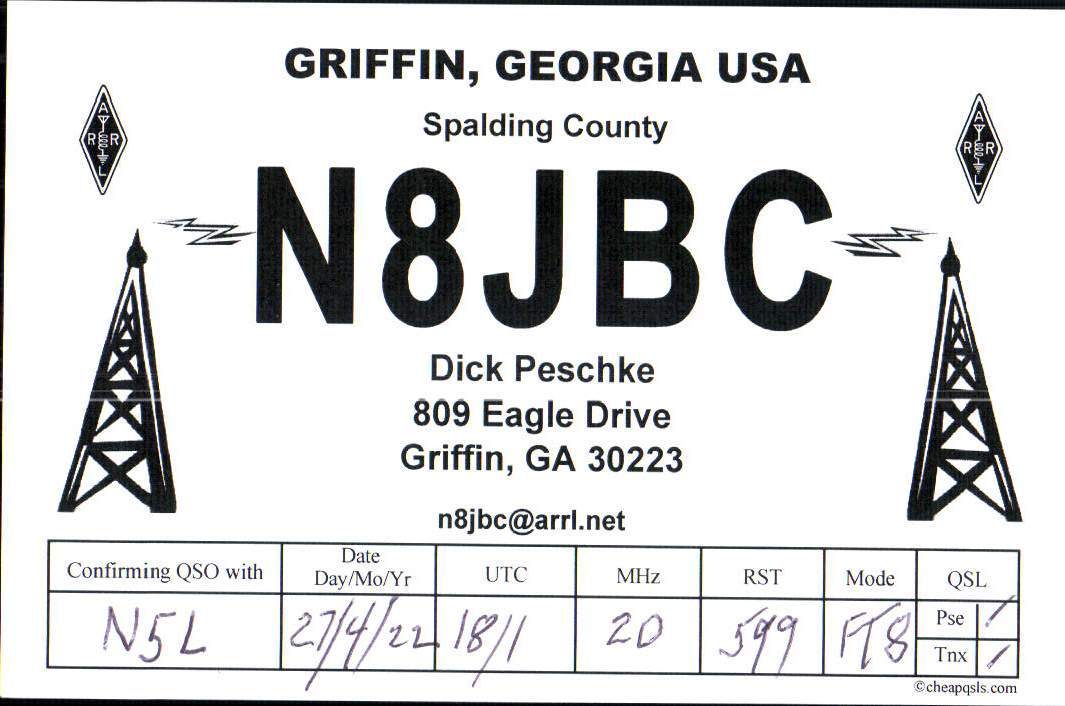 GRIFFIN, GEORGIA USA
Spalding County
A
R R
L
A
R R
L
N8JBC
Dick Peschke
809 Eagle Drive
Griffin, GA 30223
n8jbc@arrl.net
Confirming QSO with
Date
Day/Mo/Yr
UTC
MHz
RST
Mode
QSL
N5L
27/4/22
1811
20
599
FT8
Pse /
Tnx /
©cheapqsls.com